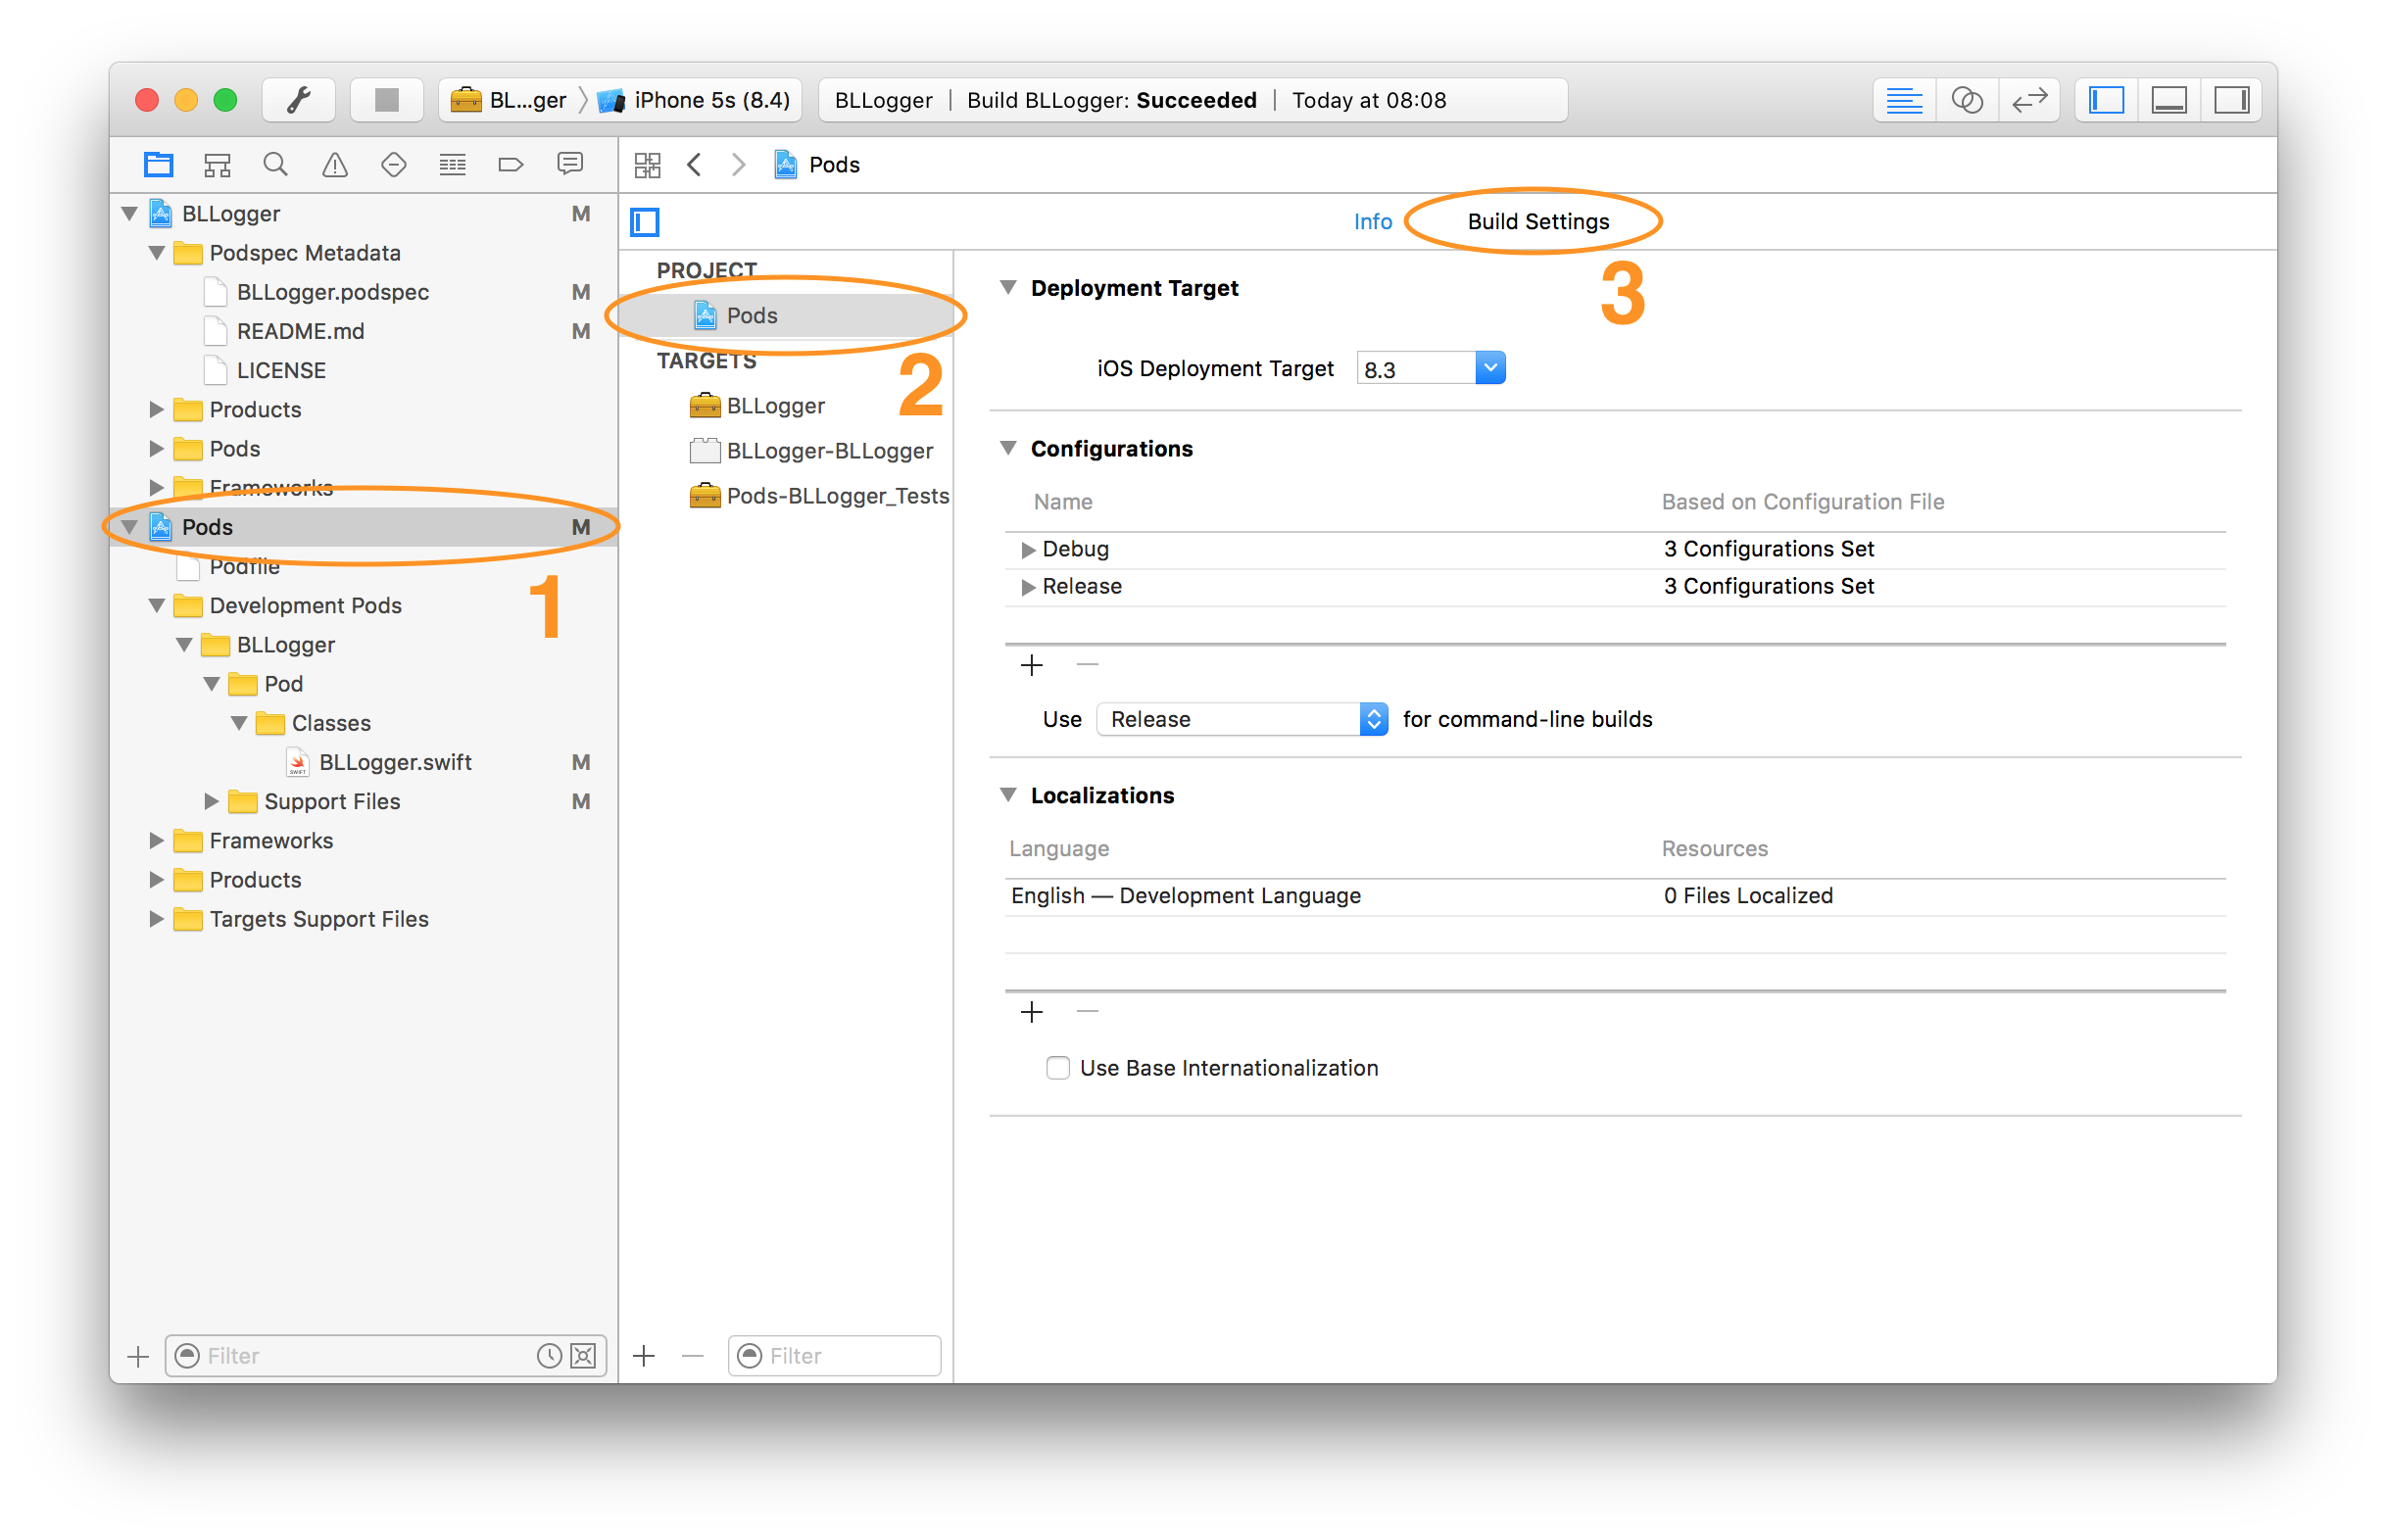 BL...ger iPhone 5s (8.4)
BLLogger Build BLLogger: Succeeded Today at 08:08
BLLogger M
Podspec Metadata
BLLogger.podspec M
README.md M
LICENSE
Products
Pods
Frameworks
Pods M
1
Podfile
Development Pods
BLLogger
Pod
Classes
SWIFT
BLLogger.swift M
Support Files M
Frameworks
Products
Targets Support Files
Filter
Pods
Info Build Settings
3
PROJECT
Pods
2
TARGETS
BLLogger
BLLogger-BLLogger
Pods-BLLogger_Tests
Filter
Deployment Target
iOS Deployment Target 8.3
Configurations
Name Based on Configuration File
Debug 3 Configurations Set
Release 3 Configurations Set
Use Release for command-line builds
Localizations
Language Resources
English — Development Language 0 Files Localized
Use Base Internationalization